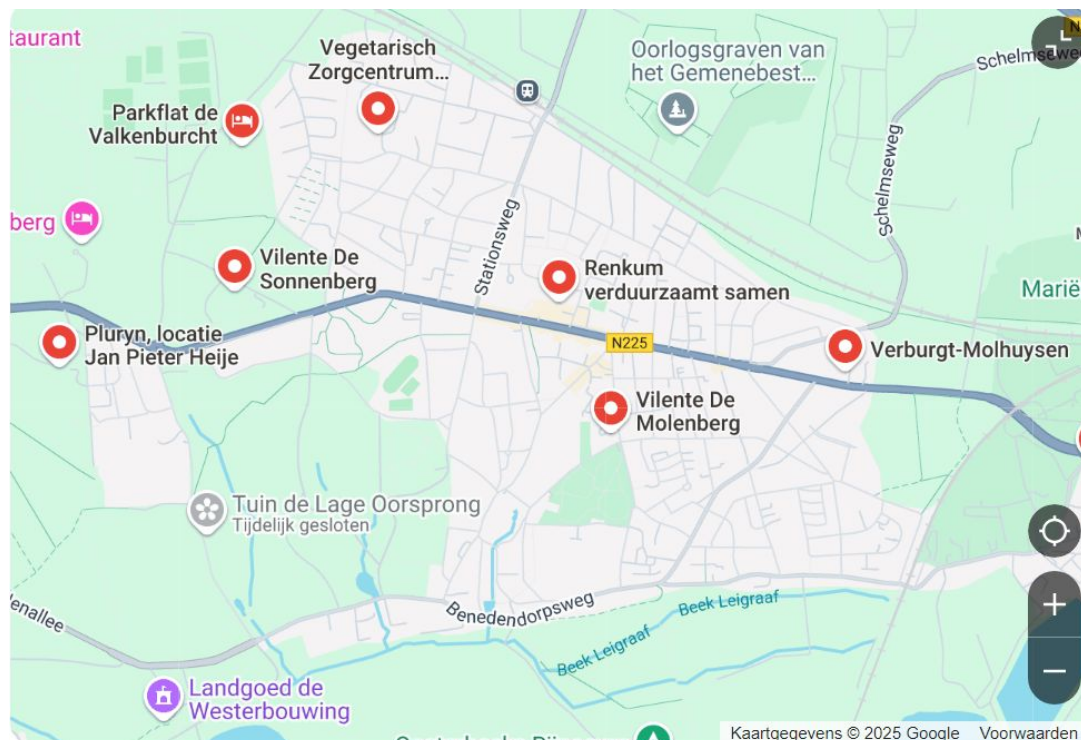 taurant
Vegetarisch
Zorgcentrum...
Oorlogsgraven van
het Gemenebest...
Schelmseweg
Parkflat de
Valkenburcht
Schelmseweg
berg
Stationsweg
Vilente De
Sonnenberg
Renkum
verduurzaamt samen
Marië
Pluryn, locatie
Jan Pieter Heije
N225
Verburgt-Molhuysen
Vilente De
Molenberg
Tuin de Lage Oorsprong
Tijdelijk gesloten
lenallee
Benedendorpsweg
Beek Leigraaf
Beek Leigraaf
Landgoed de
Westerbouwing
Kaartgegevens © 2025 Google Voorwaarden